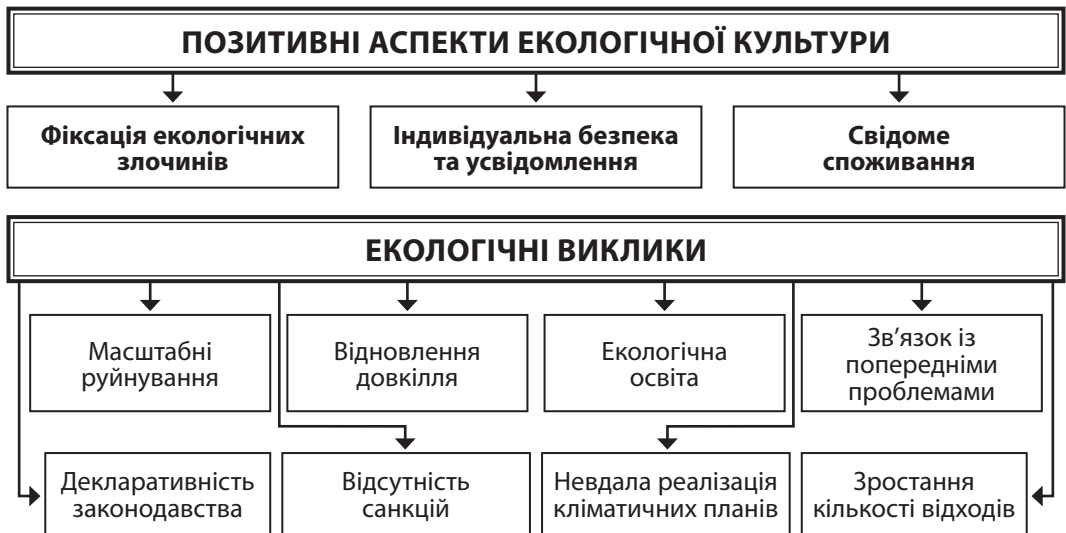 ПОЗИТИВНІ АСПЕКТИ ЕКОЛОГІЧНОЇ КУЛЬТУРИ
Фіксація екологічних
злочинів
Індивідуальна безпека
та усвідомлення
Свідоме
споживання
ЕКОЛОГІЧНІ ВИКЛИКИ
Масштабні
руйнування
Відновлення
довкілля
Екологічна
освіта
Зв’язок із
попередніми
проблемами
Декларативність
законодавства
Відсутність
санкцій
Невдала реалізація
кліматичних планів
Зростання
кількості відходів